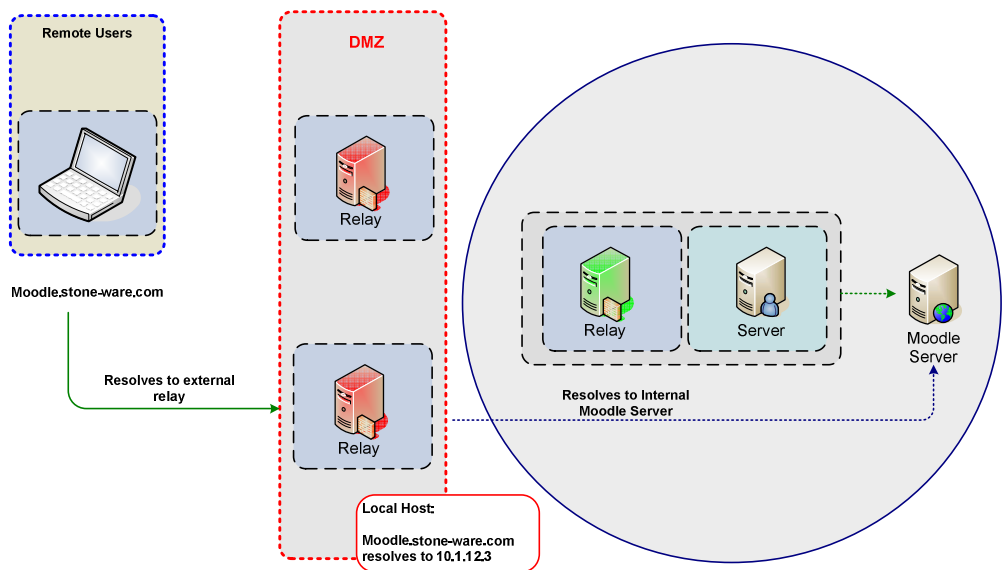 Remote Users
DMZ
Relay
Moodle.stone-ware.com
Resolves to external
relay
Relay
Relay
Server
Moodle
Server
Resolves to Internal
Moodle Server
Local Host:
Moodle.stone-ware.com
resolves to 10.1.12.3